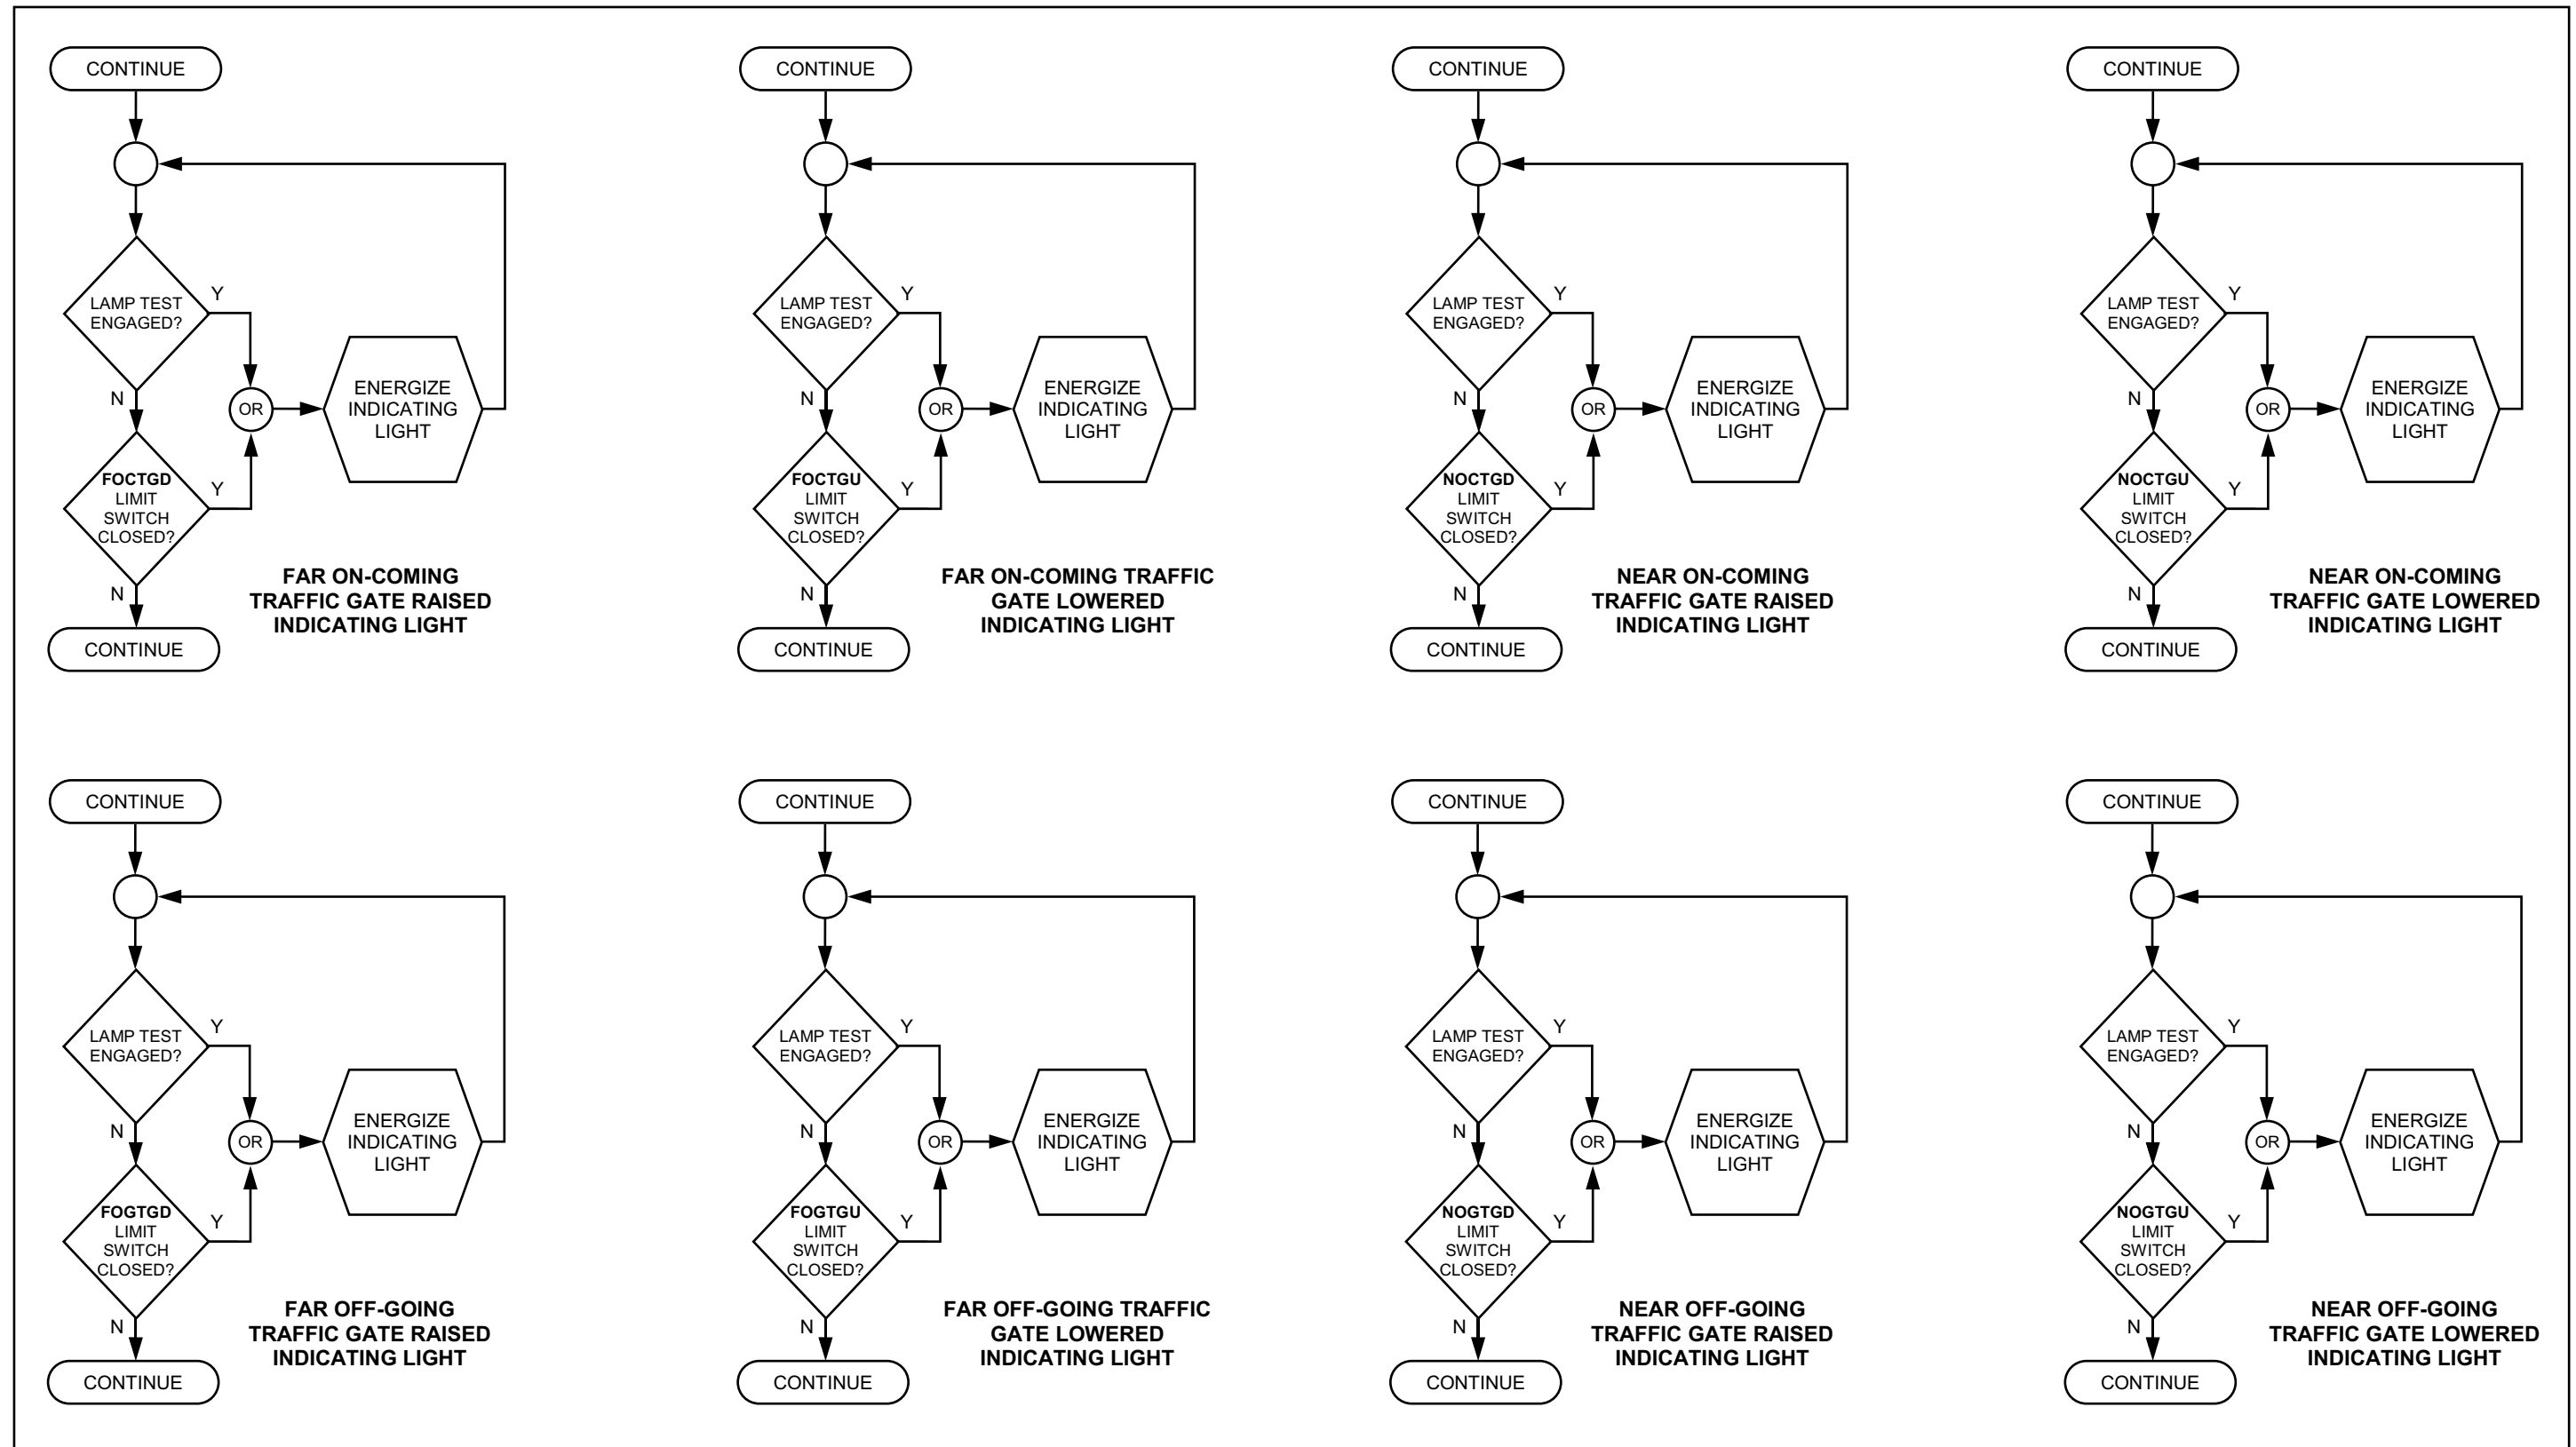 CONTINUE
Y
LAMP TEST
ENGAGED?
N
OR
ENERGIZE
INDICATING
LIGHT
FOCTGD
LIMIT
SWITCH
CLOSED?
Y
N
CONTINUE
FAR ON-COMING
TRAFFIC GATE RAISED
INDICATING LIGHT
CONTINUE
Y
LAMP TEST
ENGAGED?
N
OR
ENERGIZE
INDICATING
LIGHT
FOCTGU
LIMIT
SWITCH
CLOSED?
Y
N
CONTINUE
FAR ON-COMING TRAFFIC
GATE LOWERED
INDICATING LIGHT
CONTINUE
Y
LAMP TEST
ENGAGED?
N
OR
ENERGIZE
INDICATING
LIGHT
NOCTGD
LIMIT
SWITCH
CLOSED?
Y
N
CONTINUE
NEAR ON-COMING
TRAFFIC GATE RAISED
INDICATING LIGHT
CONTINUE
Y
LAMP TEST
ENGAGED?
N
OR
ENERGIZE
INDICATING
LIGHT
NOCTGU
LIMIT
SWITCH
CLOSED?
Y
N
CONTINUE
NEAR ON-COMING
TRAFFIC GATE LOWERED
INDICATING LIGHT
CONTINUE
Y
LAMP TEST
ENGAGED?
N
OR
ENERGIZE
INDICATING
LIGHT
FOGTGD
LIMIT
SWITCH
CLOSED?
Y
N
CONTINUE
FAR OFF-GOING
TRAFFIC GATE RAISED
INDICATING LIGHT
CONTINUE
Y
LAMP TEST
ENGAGED?
N
OR
ENERGIZE
INDICATING
LIGHT
FOGTGU
LIMIT
SWITCH
CLOSED?
Y
N
CONTINUE
FAR OFF-GOING TRAFFIC
GATE LOWERED
INDICATING LIGHT
CONTINUE
Y
LAMP TEST
ENGAGED?
N
OR
ENERGIZE
INDICATING
LIGHT
NOGTGD
LIMIT
SWITCH
CLOSED?
Y
N
CONTINUE
NEAR OFF-GOING
TRAFFIC GATE RAISED
INDICATING LIGHT
CONTINUE
Y
LAMP TEST
ENGAGED?
N
OR
ENERGIZE
INDICATING
LIGHT
NOGTGU
LIMIT
SWITCH
CLOSED?
Y
N
CONTINUE
NEAR OFF-GOING
TRAFFIC GATE LOWERED
INDICATING LIGHT